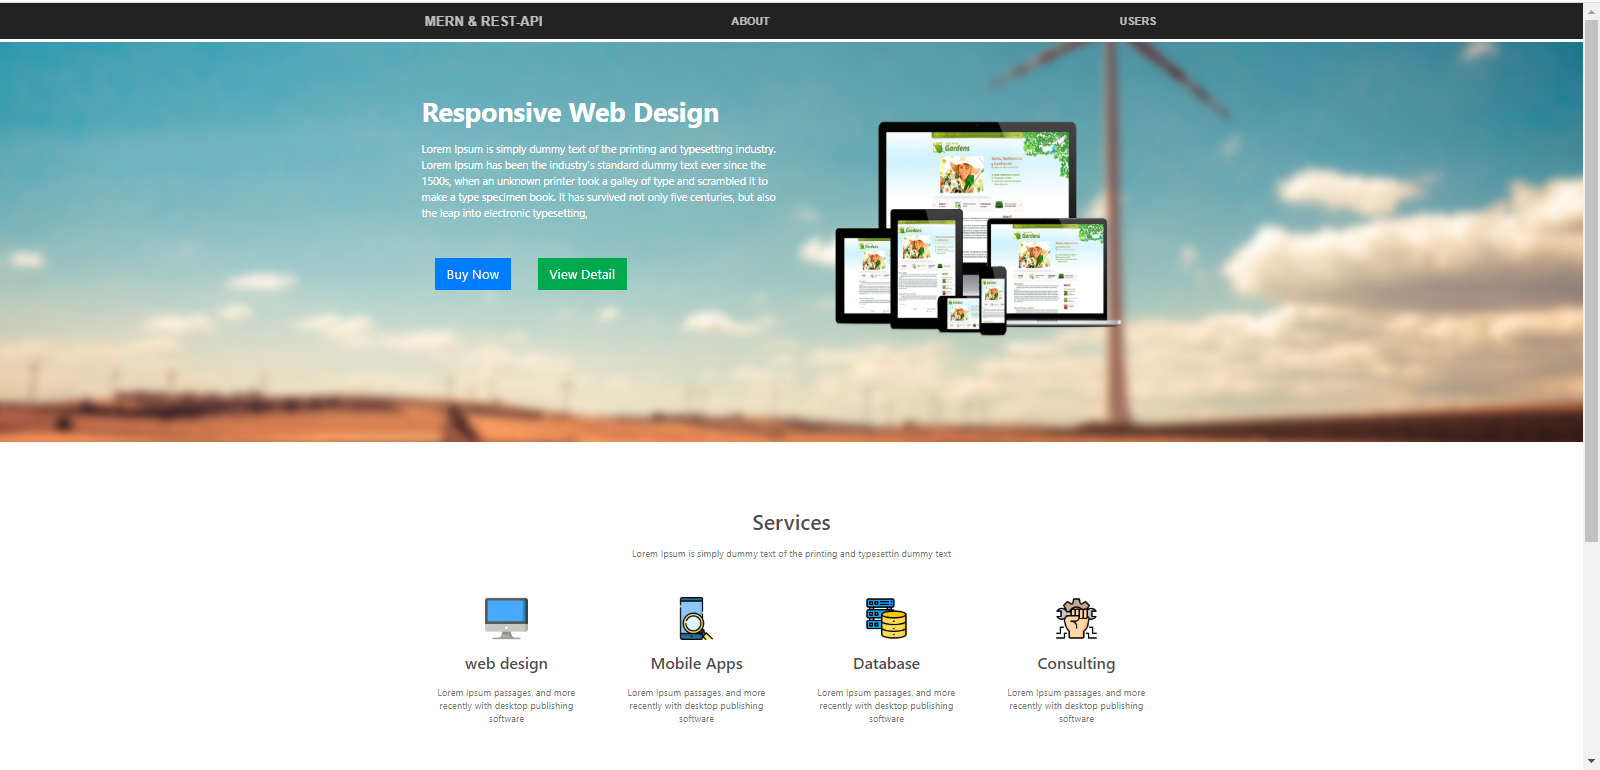 MERN & REST-API ABOUT USERS
Responsive Web Design
Lorem Ipsum is simply dummy text of the printing and typesetting industry.
Lorem Ipsum has been the industry's standard dummy text ever since the
1500s, when an unknown printer took a galley of type and scrambled it to
make a type specimen book. It has survived not only five centuries, but also
the leap into electronic typesetting,
Buy Now View Detail
Gardens
Gardens
Gardens
Gardens
Services
Lorem Ipsum is simply dummy text of the printing and typesettin dummy text
web design Mobile Apps Database Consulting
Lorem Ipsum passages, and more
recently with desktop publishing
software
Lorem Ipsum passages, and more
recently with desktop publishing
software
Lorem Ipsum passages, and more
recently with desktop publishing
software
Lorem Ipsum passages, and more
recently with desktop publishing
software